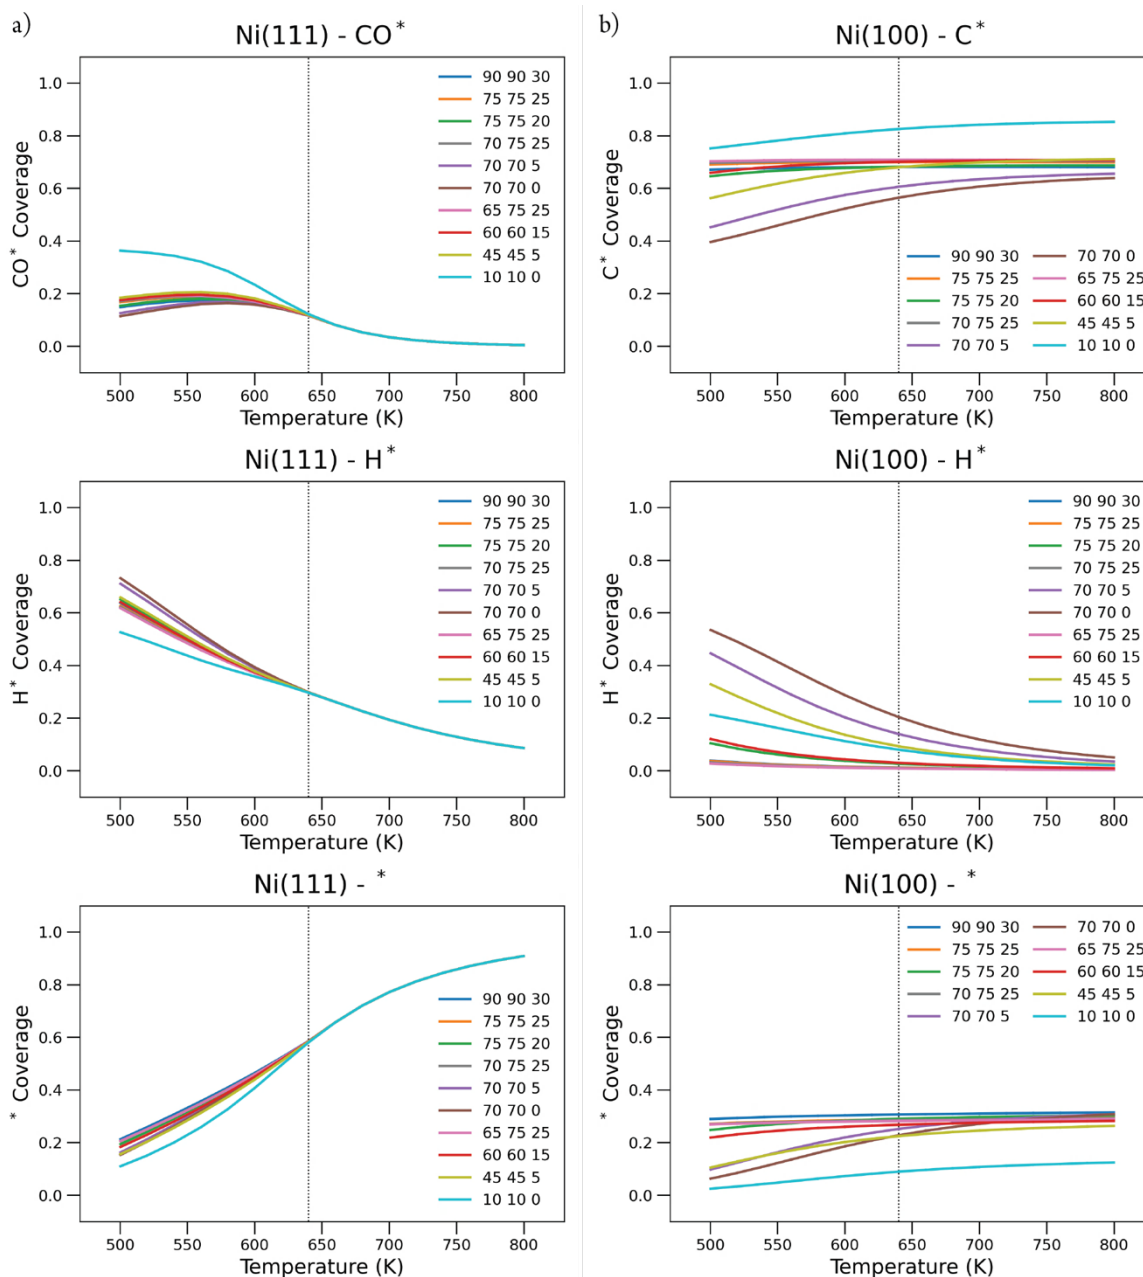 a)
Ni(111) - CO*
CO* Coverage
1.0
0.8
0.6
0.4
0.2
0.0
90 90 30
75 75 25
75 75 20
70 75 25
70 70 5
70 70 0
65 75 25
60 60 15
45 45 5
10 10 0
500 550 600 650 700 750 800
Temperature (K)
b)
Ni(100) - C*
C* Coverage
1.0
0.8
0.6
0.4
0.2
0.0
90 90 30
75 75 25
75 75 20
70 75 25
70 70 5
70 70 0
65 75 25
60 60 15
45 45 5
10 10 0
500 550 600 650 700 750 800
Temperature (K)
Ni(111) - H*
H* Coverage
1.0
0.8
0.6
0.4
0.2
0.0
90 90 30
75 75 25
75 75 20
70 75 25
70 70 5
70 70 0
65 75 25
60 60 15
45 45 5
10 10 0
500 550 600 650 700 750 800
Temperature (K)
Ni(100) - H*
H* Coverage
1.0
0.8
0.6
0.4
0.2
0.0
90 90 30
75 75 25
75 75 20
70 75 25
70 70 5
70 70 0
65 75 25
60 60 15
45 45 5
10 10 0
500 550 600 650 700 750 800
Temperature (K)
Ni(111) - *
* Coverage
1.0
0.8
0.6
0.4
0.2
0.0
90 90 30
75 75 25
75 75 20
70 75 25
70 70 5
70 70 0
65 75 25
60 60 15
45 45 5
10 10 0
500 550 600 650 700 750 800
Temperature (K)
Ni(100) - *
* Coverage
1.0
0.8
0.6
0.4
0.2
0.0
90 90 30
75 75 25
75 75 20
70 75 25
70 70 5
70 70 0
65 75 25
60 60 15
45 45 5
10 10 0
500 550 600 650 700 750 800
Temperature (K)